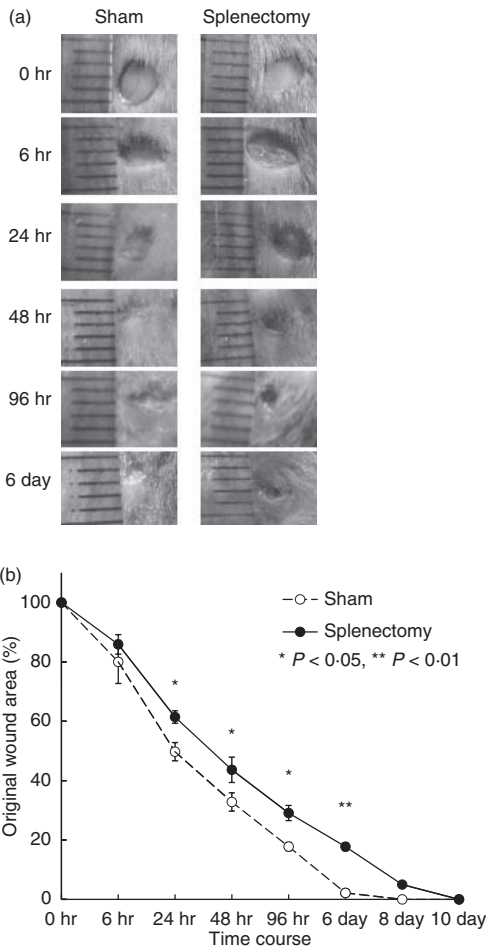 (a)
Sham Splenectomy
0 hr
6 hr
24 hr
48 hr
96 hr
6 day
(b)
Original wound area (%)
100
80
60
40
20
0
Sham
Splenectomy
* P < 0·05, ** P < 0·01
*
*
*
**
0 hr 6 hr 24 hr 48 hr 96 hr 6 day 8 day 10 day
Time course